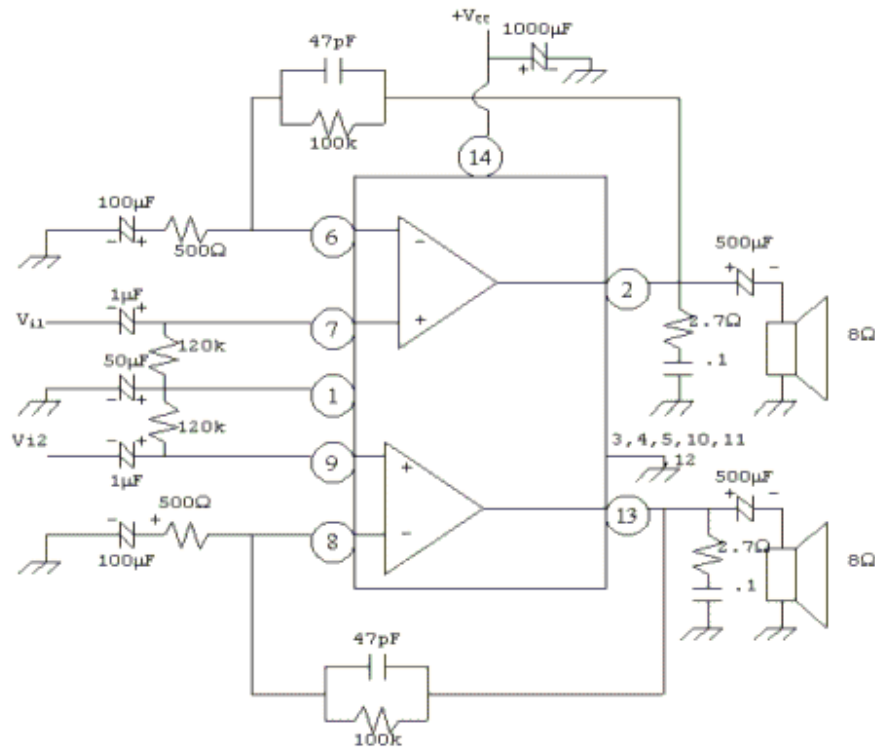 +Vcc
1000µF
+ -
47pF
100k
14
100µF
- +
500Ω
6
-
500µF
+ -
2
1µF
- +
Vi1
7
+
120k
2.7Ω
.1
8Ω
50µF
- +
1
120k
Vi2
- +
1µF
9
+
3,4,5,10,11
12
500Ω
- +
100µF
8
-
13
500µF
+ -
2.7Ω
.1
8Ω
47pF
100k